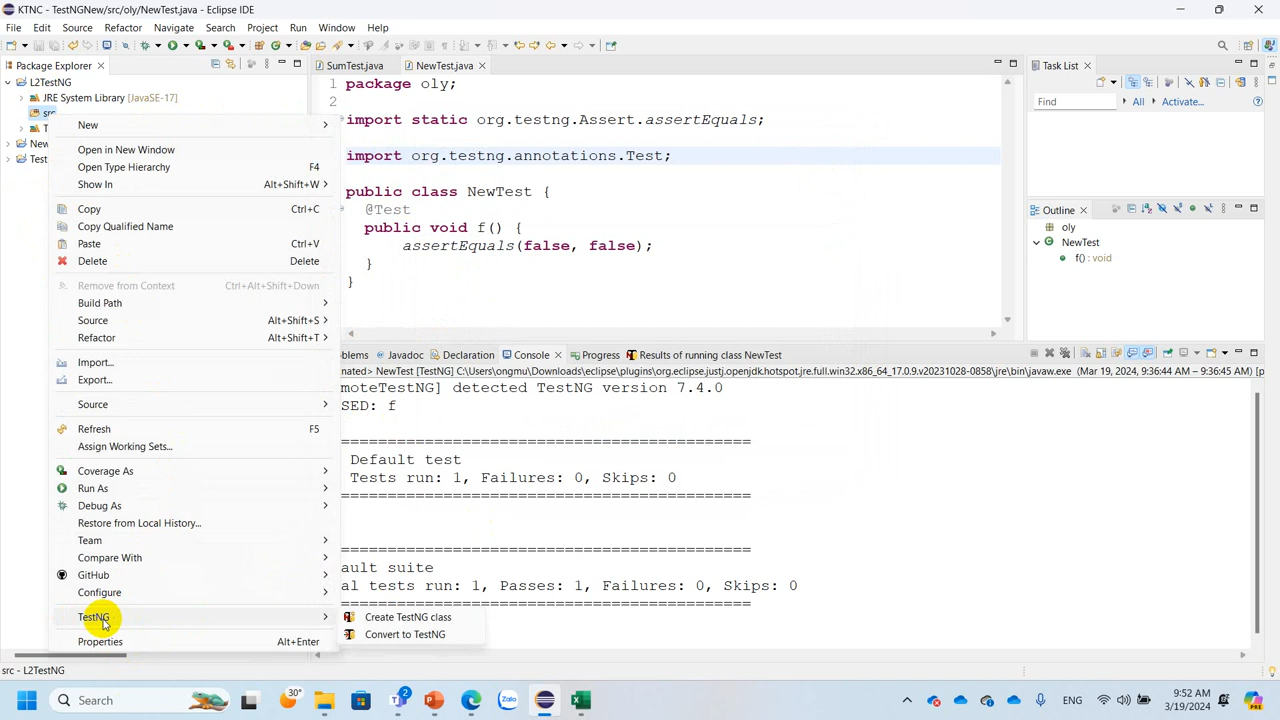 KTNC - TestNGNew/src/oly/NewTest.java - Eclipse IDE
File Edit Source Refactor Navigate Search Project Run Window Help
Package Explorer
L2TestNG
JRE System Library [JavaSE-17]
src
T
New
Test
New
Open in New Window
Open Type Hierarchy F4
Show In Alt+Shift+W
Copy Ctrl+C
Copy Qualified Name
Paste Ctrl+V
Delete Delete
Remove from Context Ctrl+Alt+Shift+Down
Build Path
Source Alt+Shift+S
Refactor Alt+Shift+T
Import...
Export...
Source
Refresh F5
Assign Working Sets...
Coverage As
Run As
Debug As
Restore from Local History...
Team
Compare With
GitHub
Configure
TestNG
Properties Alt+Enter
Create TestNG class
Convert to TestNG
SumTest.java NewTest.java
1 package oly;
2
import static org.testng.Assert.assertEquals;
import org.testng.annotations.Test;
public class NewTest {
@Test
public void f() {
assertEquals(false, false);
}
}
Task List
Find All Activate...
Outline
oly
NewTest
f() : void
oblems Javadoc Declaration Console Progress Results of running class NewTest
nated> NewTest [TestNG] C:\Users\ongmu\Downloads\eclipse\plugins\org.eclipse.justj.openjdk.hotspot.jre.full.win32.x86_64_17.0.9.v20231028-0858\jre\bin\javaw.exe (Mar 19, 2024, 9:36:44 AM – 9:36:45 AM) [p
moteTestNG] detected TestNG version 7.4.0
SED: f
===============================================
Default test
Tests run: 1, Failures: 0, Skips: 0
===============================================
===============================================
ault suite
al tests run: 1, Passes: 1, Failures: 0, Skips: 0
===============================================
src - L2TestNG
Search
30°
2
Zalo
ENG
9:52 AM
3/19/2024
PRE